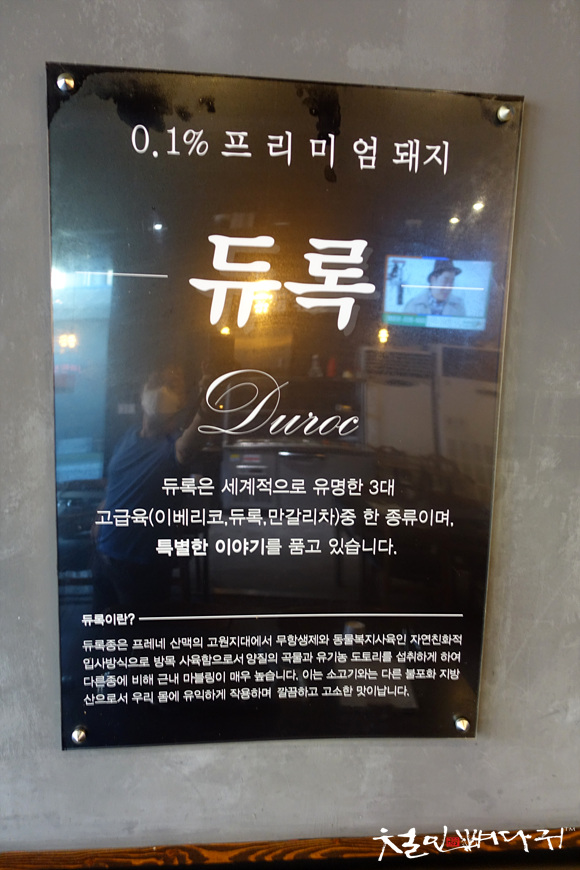 0.1% 프리미엄돼지
듀록
Duroc
듀록은 세계적으로 유명한 3대
고급육(이베리코,듀록,만갈리차)중 한 종류이며,
특별한 이야기를 품고 있습니다.
듀록이란?
듀록종은 프레네 산맥의 고원지대에서 무항생제와 동물복지사육인 자연친화적
입사방식으로 방목 사육함으로서 양질의 곡물과 유기농 도토리를 섭취하게 하여
다른종에 비해 근내 마블링이 매우 높습니다. 이는 소고기와는 다른 불포화 지방
산으로서 우리 몸에 유익하게 작용하며 깔끔하고 고소한 맛이납니다.